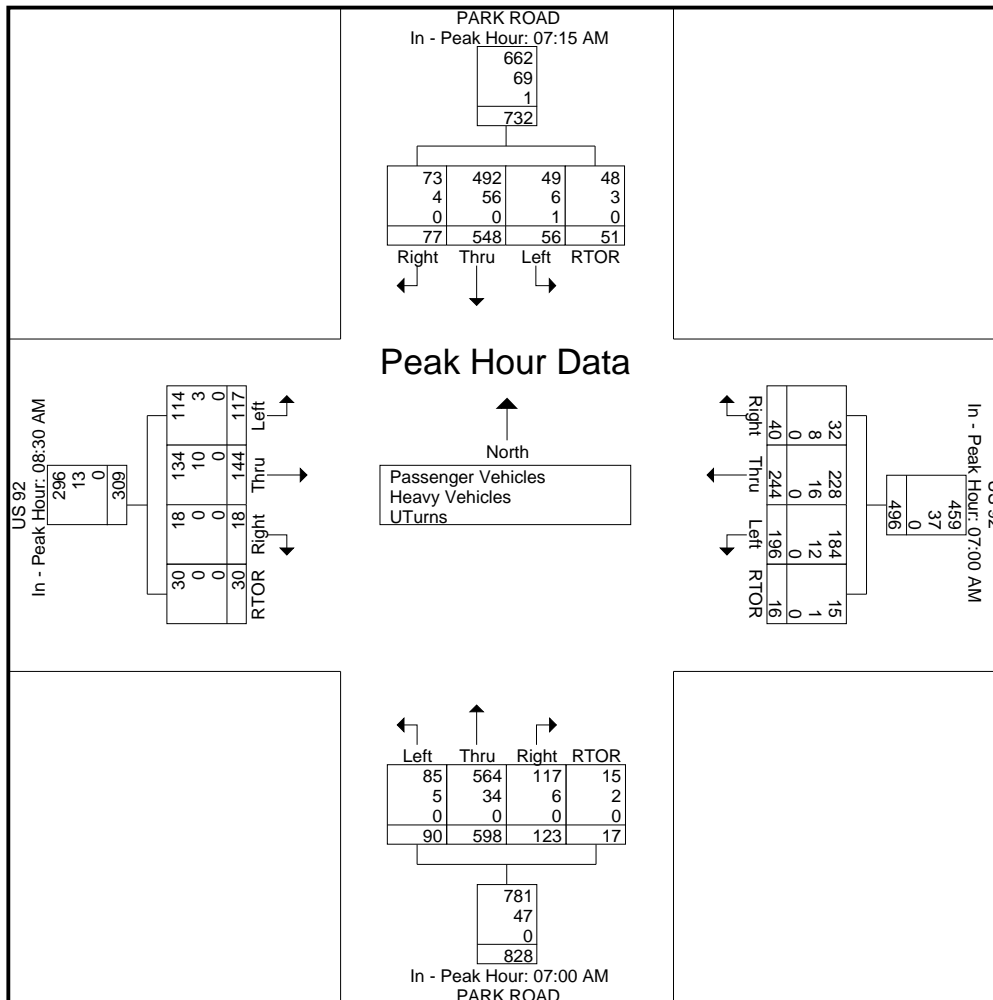 PARK ROAD
In - Peak Hour: 07:15 AM
662
69
1
732
73 492 49 48
4 56 6 3
0 0 1 0
77 548 56 51
Right Thru Left RTOR
Peak Hour Data
North
Passenger Vehicles
Heavy Vehicles
UTurns
US 92
In - Peak Hour: 08:30 AM
296
13
0
309
114 3 0 117 Left
134 10 0 144 Thru
18 0 0 18 Right
30 0 0 30 RTOR
Right 40 0 8 32
Thru 244 0 16 228
Left 196 0 12 184
RTOR 16 0 1 15
459
37
0
496
In - Peak Hour: 07:00 AM
US 92
Left Thru Right RTOR
85 564 117 15
5 34 6 2
0 0 0 0
90 598 123 17
781
47
0
828
In - Peak Hour: 07:00 AM
PARK ROAD